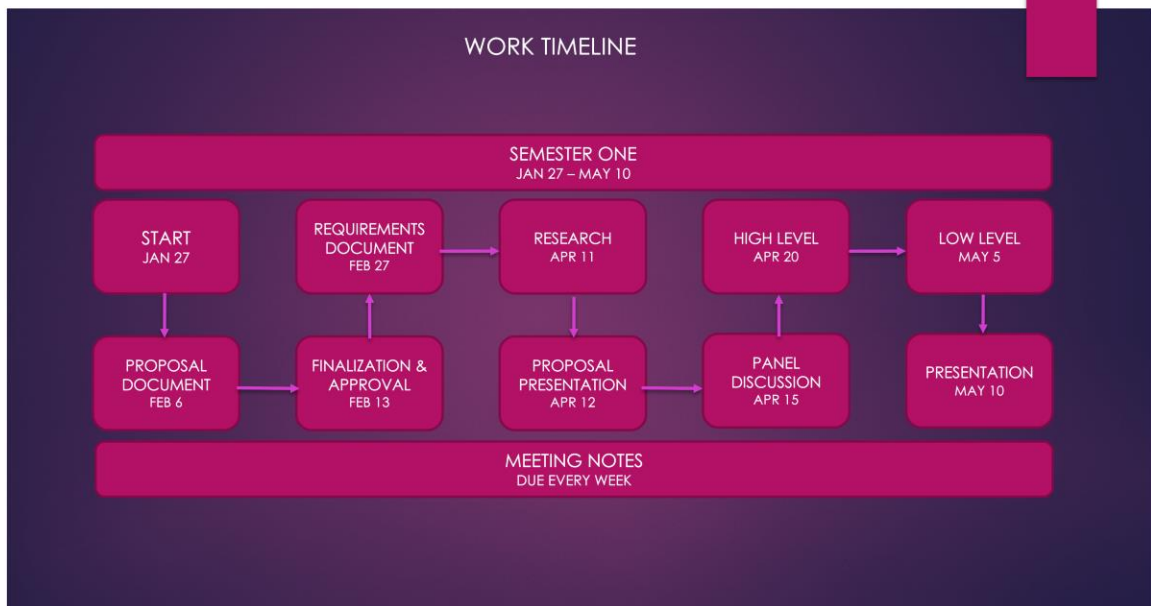 WORK TIMELINE
SEMESTER ONE
JAN 27 – MAY 10
START
JAN 27
PROPOSAL
DOCUMENT
FEB 6
FINALIZATION &
APPROVAL
FEB 13
REQUIREMENTS
DOCUMENT
FEB 27
RESEARCH
APR 11
PROPOSAL
PRESENTATION
APR 12
PANEL
DISCUSSION
APR 15
HIGH LEVEL
APR 20
LOW LEVEL
MAY 5
PRESENTATION
MAY 10
MEETING NOTES
DUE EVERY WEEK